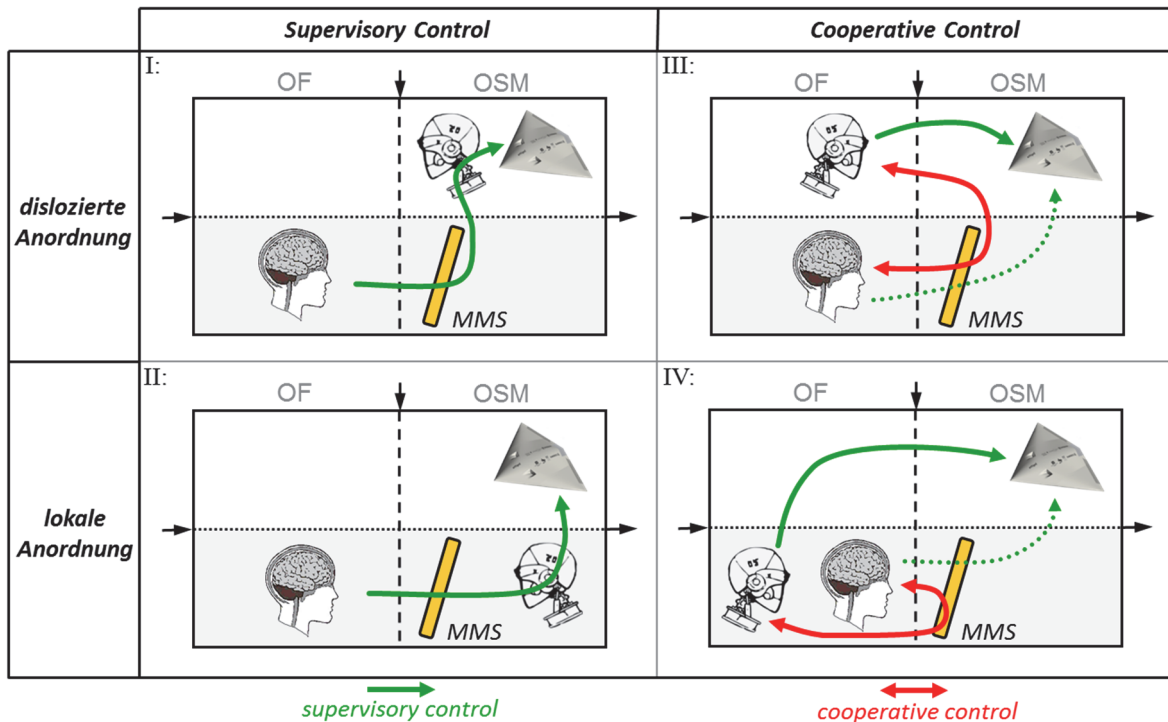 Supervisory Control
Cooperative Control
dislozierte
Anordnung
I:
OF
OSM
MMS
III:
OF
OSM
MMS
lokale
Anordnung
II:
OF
OSM
MMS
IV:
OF
OSM
MMS
supervisory control
cooperative control